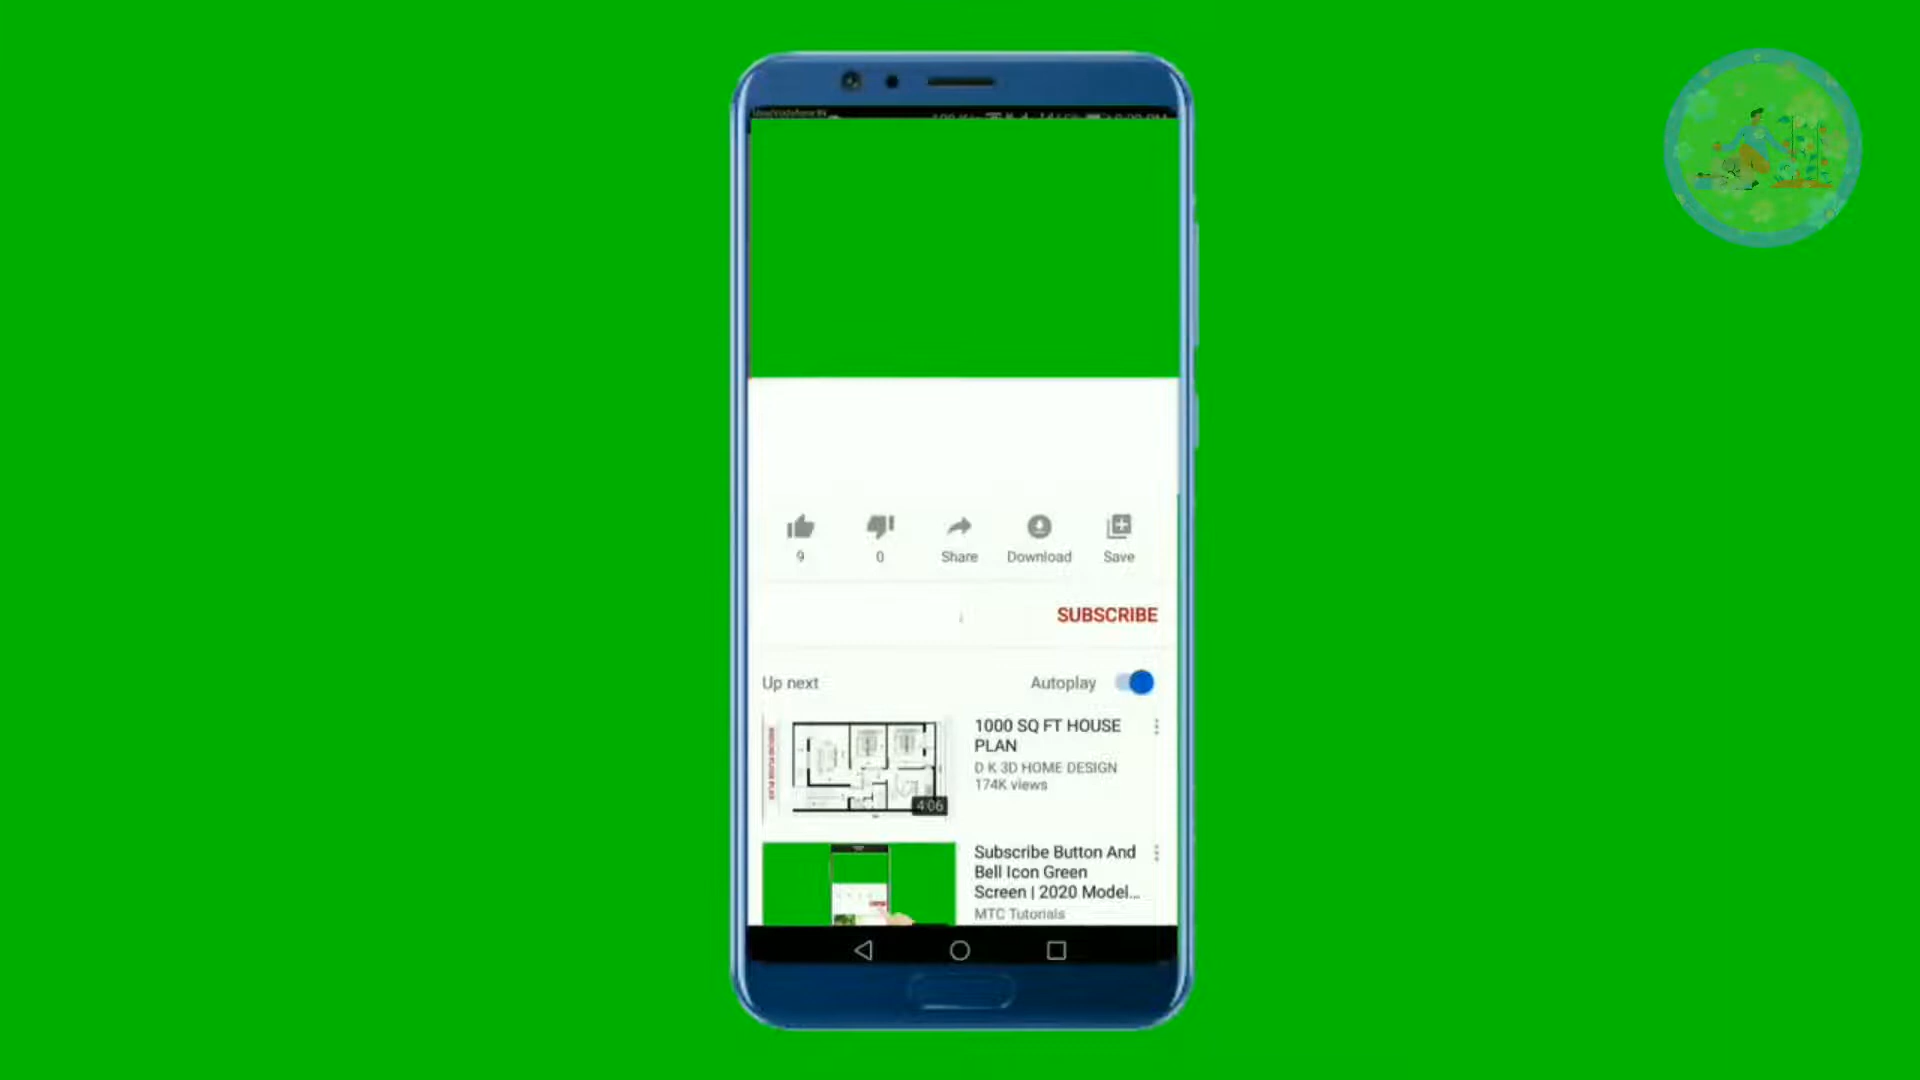 9
0
Share
Download
Save
SUBSCRIBE
Up next
Autoplay
1000 SQ FT HOUSE
PLAN
D K 3D HOME DESIGN
174K views
4:06
Subscribe Button And
Bell Icon Green
Screen | 2020 Model...
MTC Tutorials